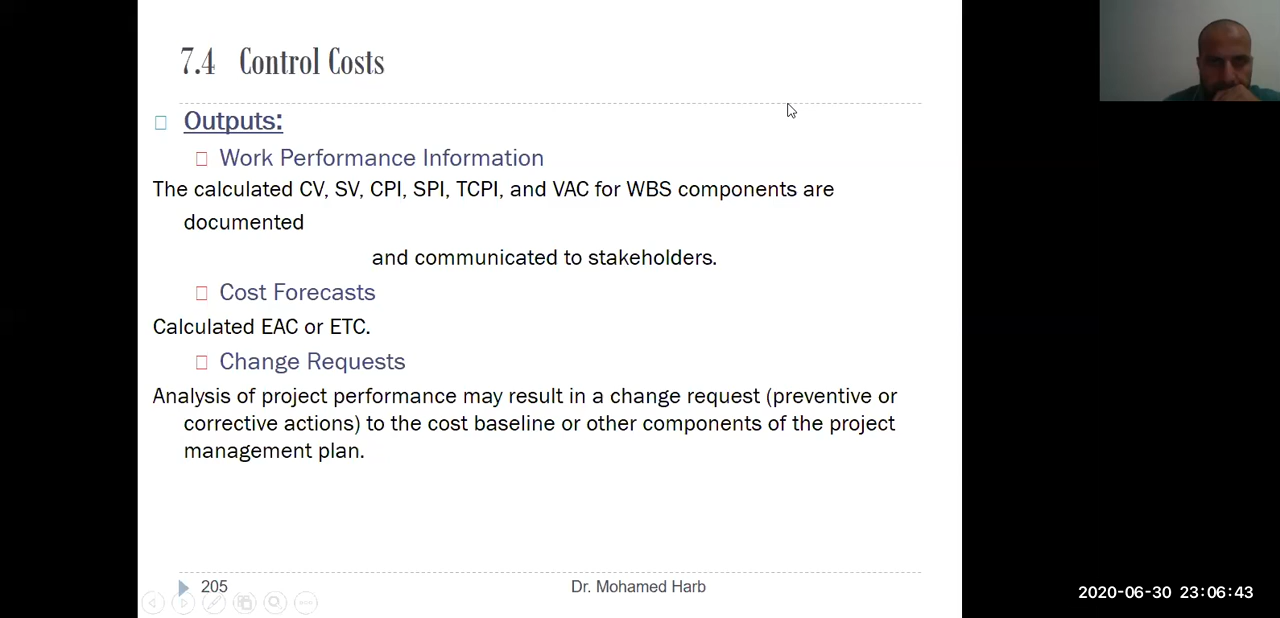 7.4 Control Costs
Outputs:
Work Performance Information
The calculated CV, SV, CPI, SPI, TCPI, and VAC for WBS components are
documented
and communicated to stakeholders.
Cost Forecasts
Calculated EAC or ETC.
Change Requests
Analysis of project performance may result in a change request (preventive or
corrective actions) to the cost baseline or other components of the project
management plan.
205
Dr. Mohamed Harb
2020-06-30 23:06:43